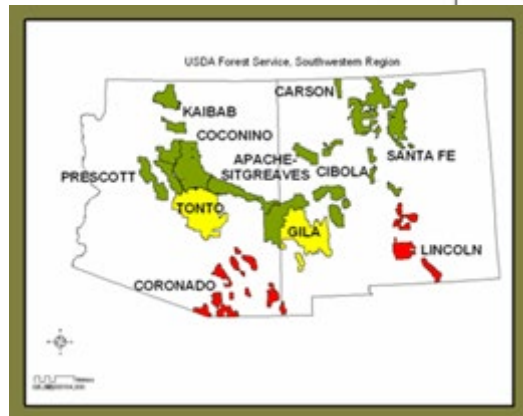 USDA Forest Service, Southwestern Region
CARSON
KAIBAB
COCONINO
APACHE-
SITGREAVES
CIBOLA
SANTA FE
PRESCOTT
TONTO
GILA
LINCOLN
CORONADO